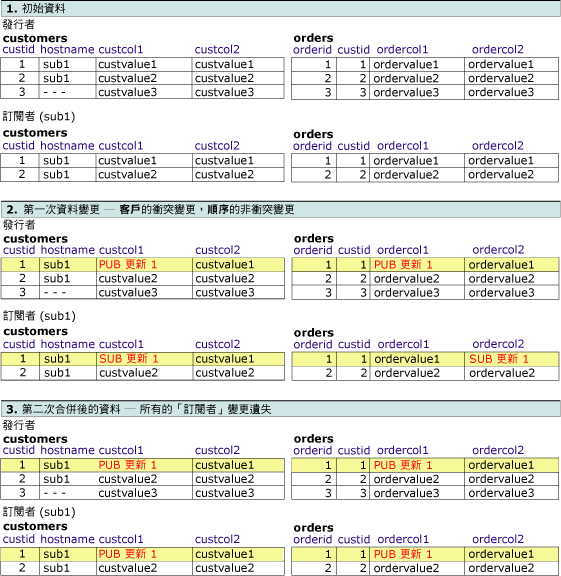 1. 初始資料
發行者
customers orders
custid hostname custcol1 custcol2 orderid custid ordercol1 ordercol2
1 sub1 custvalue1 custvalue1 1 1 ordervalue1 ordervalue1
2 sub1 custvalue2 custvalue2 2 2 ordervalue2 ordervalue2
3 - - - custvalue3 custvalue3 3 3 ordervalue3 ordervalue3
訂閱者 (sub1)
customers orders
custid hostname custcol1 custcol2 orderid custid ordercol1 ordercol2
1 sub1 custvalue1 custvalue1 1 1 ordervalue1 ordervalue1
2 sub1 custvalue2 custvalue2 2 2 ordervalue2 ordervalue2
2. 第一次資料變更 — 客戶的衝突變更，順序的非衝突變更
發行者
customers orders
custid hostname custcol1 custcol2 orderid custid ordercol1 ordercol2
1 sub1 PUB 更新 1 custvalue1 1 1 PUB 更新 1 ordervalue1
2 sub1 custvalue2 custvalue2 2 2 ordervalue2 ordervalue2
3 - - - custvalue3 custvalue3 3 3 ordervalue3 ordervalue3
訂閱者 (sub1)
customers orders
custid hostname custcol1 custcol2 orderid custid ordercol1 ordercol2
1 sub1 SUB 更新 1 custvalue1 1 1 ordervalue1 SUB 更新 1
2 sub1 custvalue2 custvalue2 2 2 ordervalue2 ordervalue2
3. 第二次合併後的資料 — 所有的「訂閱者」變更遺失
發行者
customers orders
custid hostname custcol1 custcol2 orderid custid ordercol1 ordercol2
1 sub1 PUB 更新 1 custvalue1 1 1 PUB 更新 1 ordervalue1
2 sub1 custvalue2 custvalue2 2 2 ordervalue2 ordervalue2
3 - - - custvalue3 custvalue3 3 3 ordervalue3 ordervalue3
訂閱者 (sub1)
customers orders
custid hostname custcol1 custcol2 orderid custid ordercol1 ordercol2
1 sub1 PUB 更新 1 custvalue1 1 1 PUB 更新 1 ordervalue1
2 sub1 custvalue2 custvalue2 2 2 ordervalue2 ordervalue2